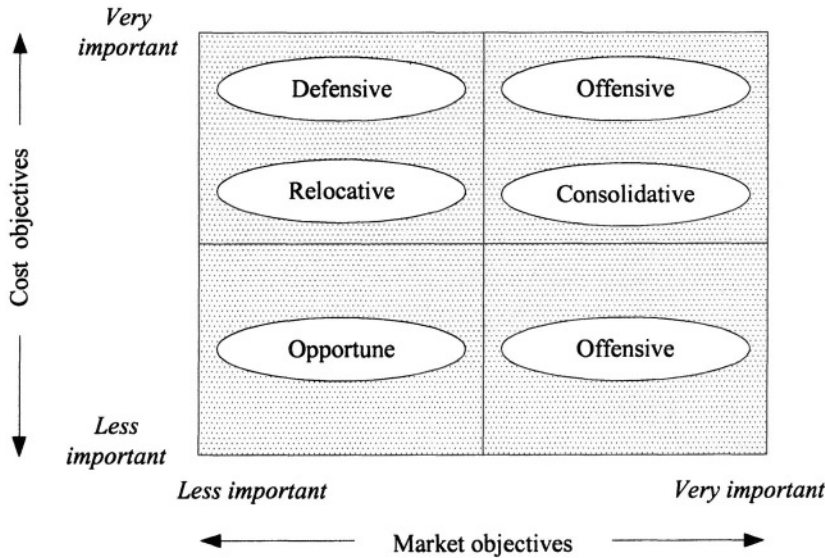 Very
important
Defensive
Offensive
Relocative
Consolidative
Cost objectives
Opportune
Offensive
Less
important
Less important
Very important
Market objectives